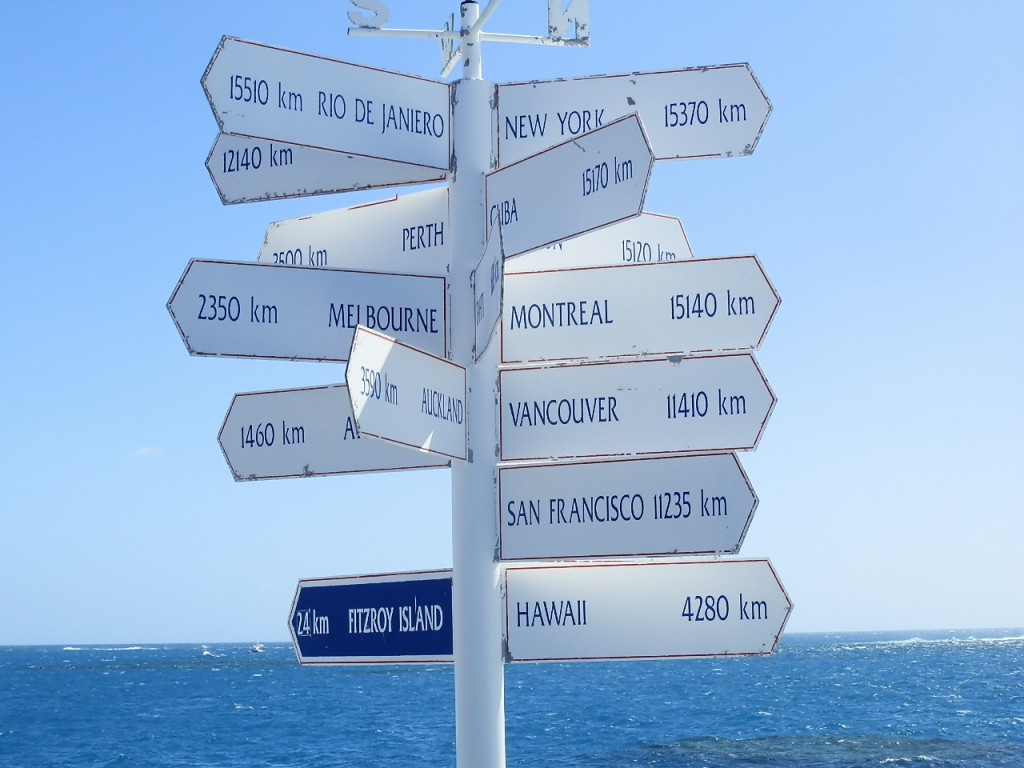 S N
15510 km RIO DE JANIERO
NEW YORK 15370 km
12140 km
15170 km
CUBA
PERTH
3500 km
15120 km
2350 km MELBOURNE
MONTREAL 15140 km
3590 km AUCKLAND
VANCOUVER 11410 km
1460 km
SAN FRANCISCO 11235 km
24 km FITZROY ISLAND
HAWAII 4280 km